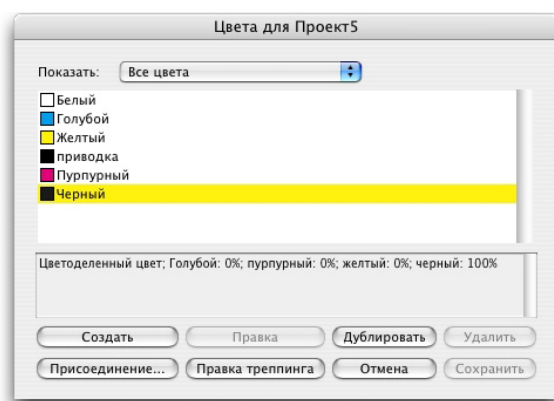 Цвета для Проект5
Показать: Все цвета
Белый
Голубой
Желтый
приводка
Пурпурный
Черный
Цветоделенный цвет; Голубой: 0%; пурпурный: 0%; желтый: 0%; черный: 100%
Создать Правка Дублировать Удалить
Присоединение... Правка треппинга Отмена Сохранить